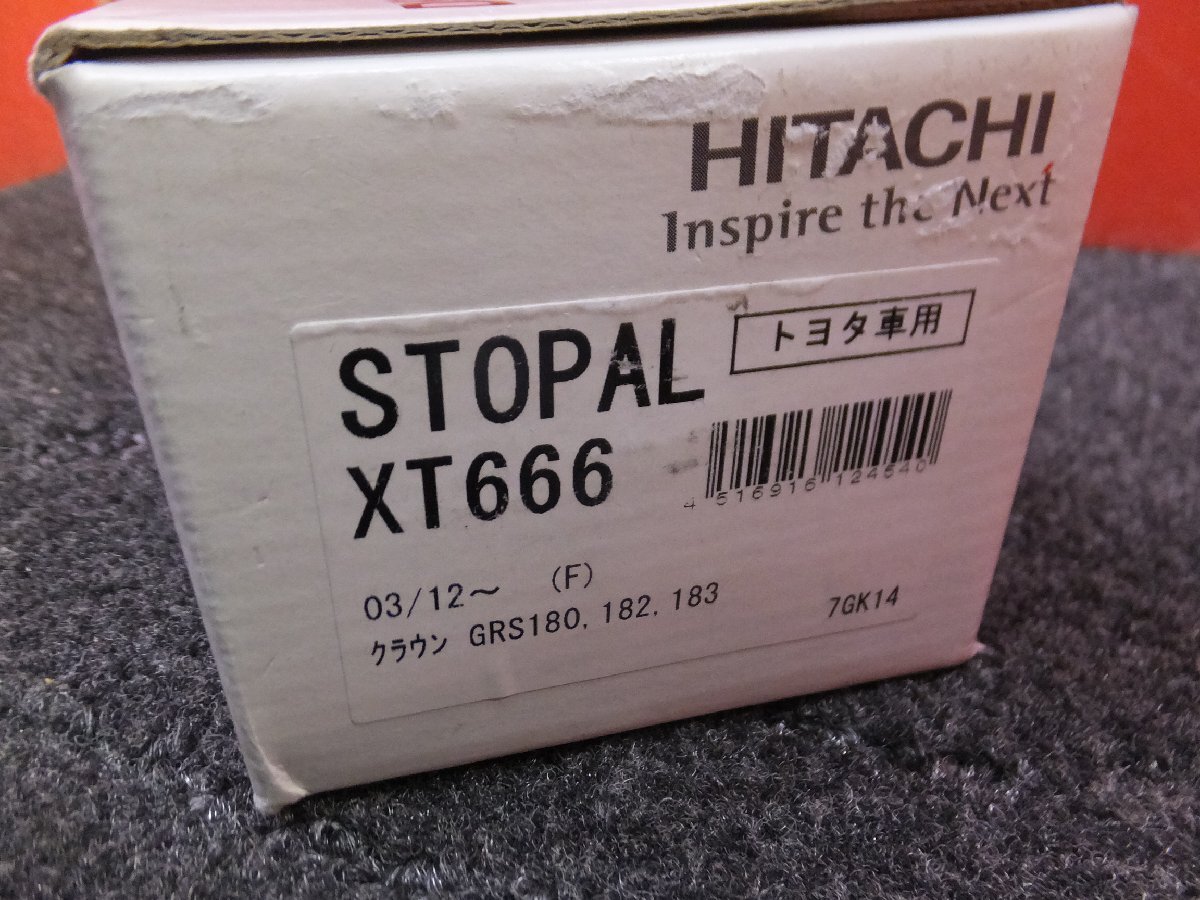 HITACHI
Inspire the Next
STOPAL
トヨタ車用
XT666
4 516916 124540
03/12～ (F)
クラウン GRS180, 182, 183
7GK14